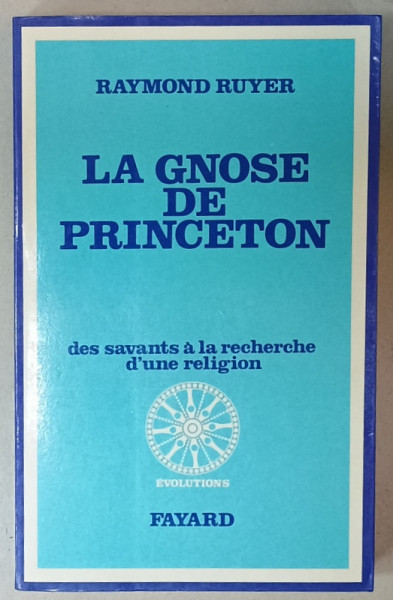 RAYMOND RUYER
LA GNOSE
DE
PRINCETON
des savants à la recherche
d'une religion
ÉVOLUTIONS
FAYARD